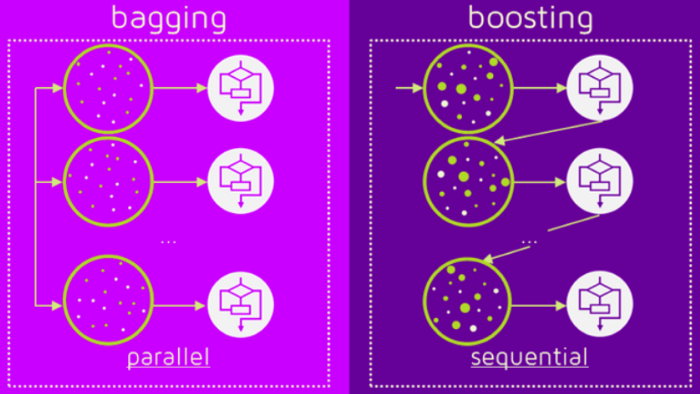 bagging
boosting
...
...
parallel
sequential